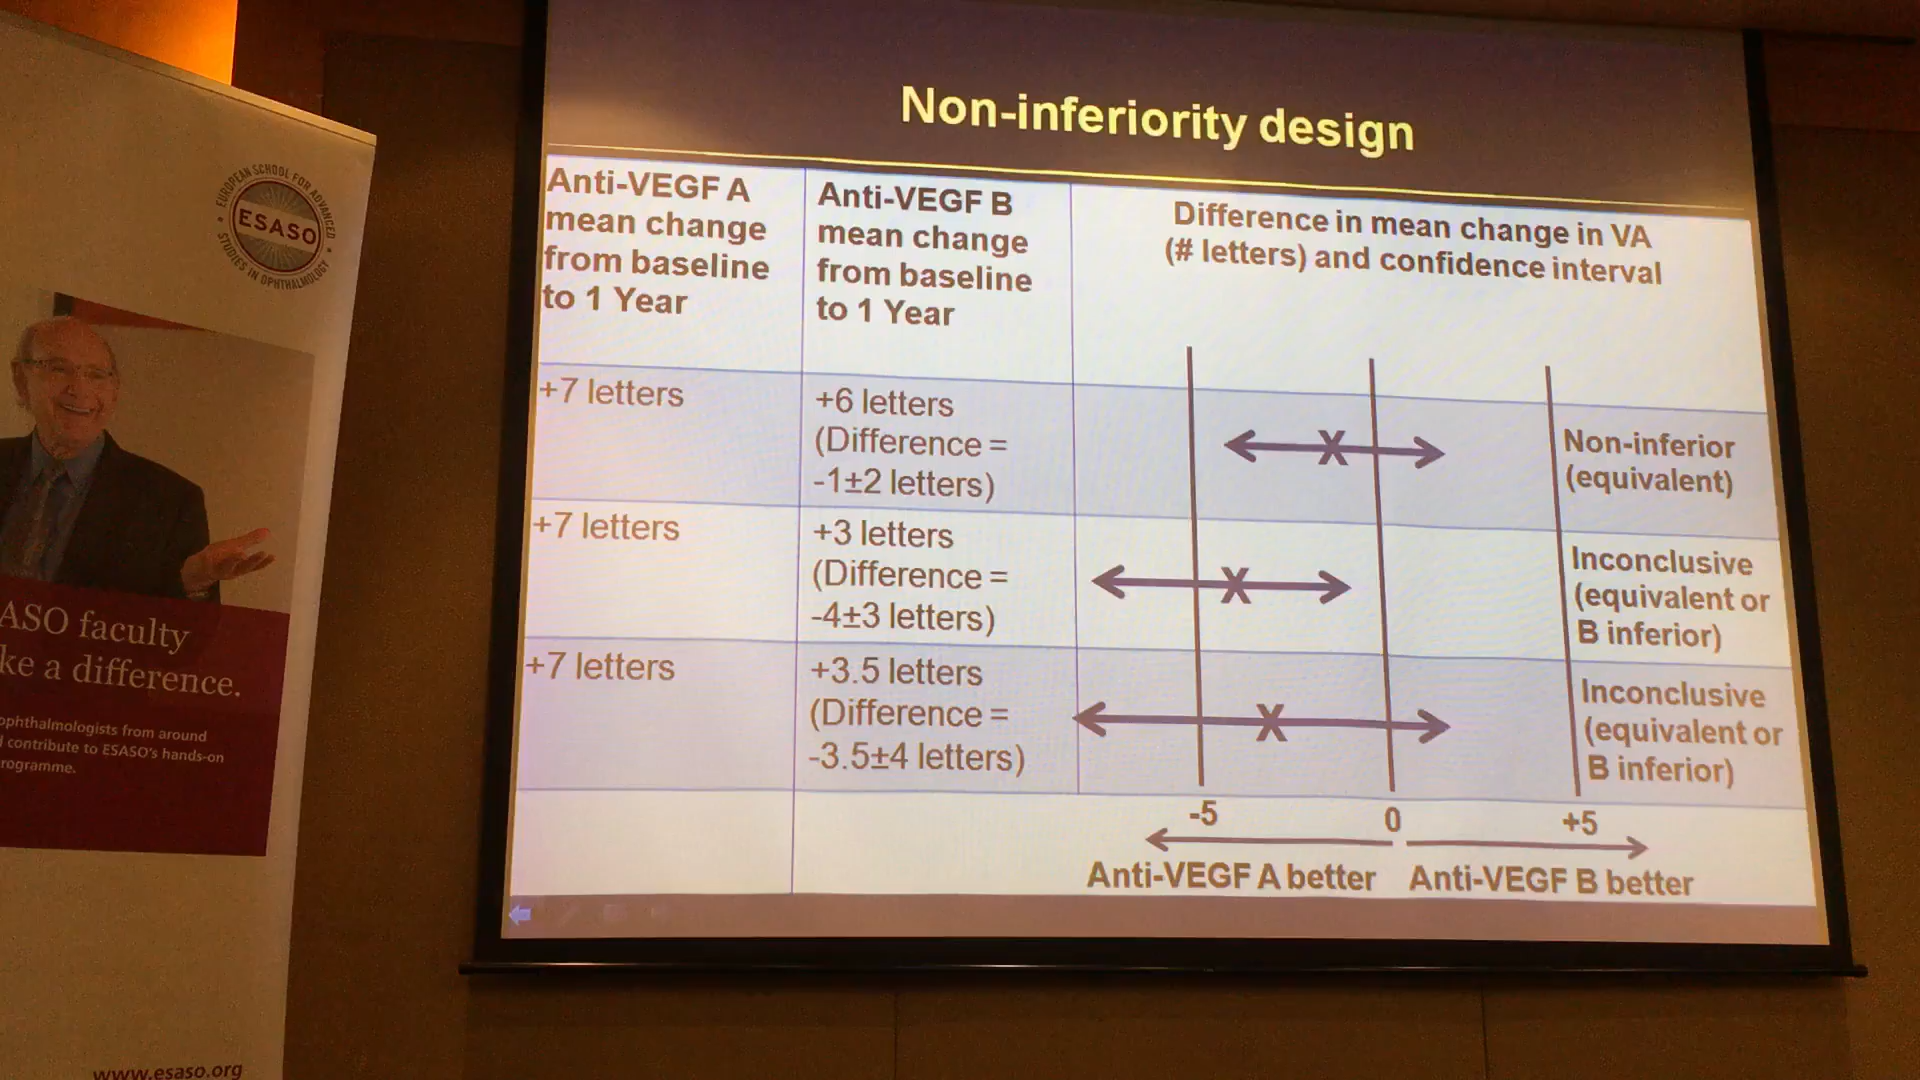 EUROPEAN SCHOOL FOR ADVANCED
ESASO
STUDIES IN OPHTHALMOLOGY
ASO faculty
ke a difference.
ophthalmologists from around
contribute to ESASO's hands-on
rogramme.
www.esaso.org
Non-inferiority design
Anti-VEGF A
mean change
from baseline
to 1 Year
Anti-VEGF B
mean change
from baseline
to 1 Year
Difference in mean change in VA
(# letters) and confidence interval
+7 letters
+6 letters
(Difference =
-1±2 letters)
X
Non-inferior
(equivalent)
+7 letters
+3 letters
(Difference =
-4±3 letters)
X
Inconclusive
(equivalent or
B inferior)
+7 letters
+3.5 letters
(Difference =
-3.5±4 letters)
X
Inconclusive
(equivalent or
B inferior)
-5 0 +5
Anti-VEGF A better Anti-VEGF B better